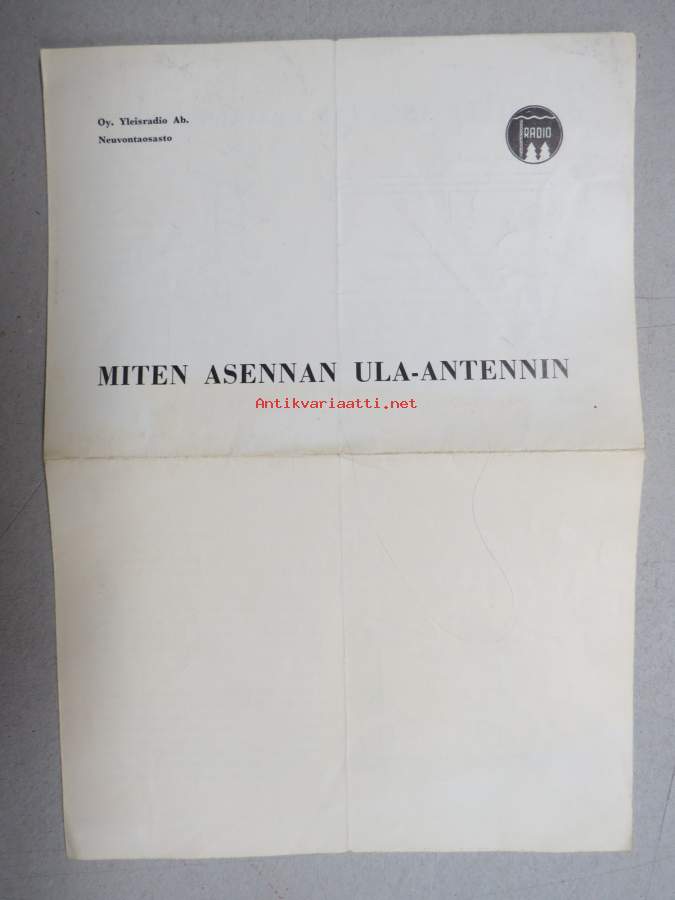 Oy. Yleisradio Ab.
Neuvontaosasto
RADIO
MITEN ASENNAN ULA-ANTENNIN
Antikvariaatti.net